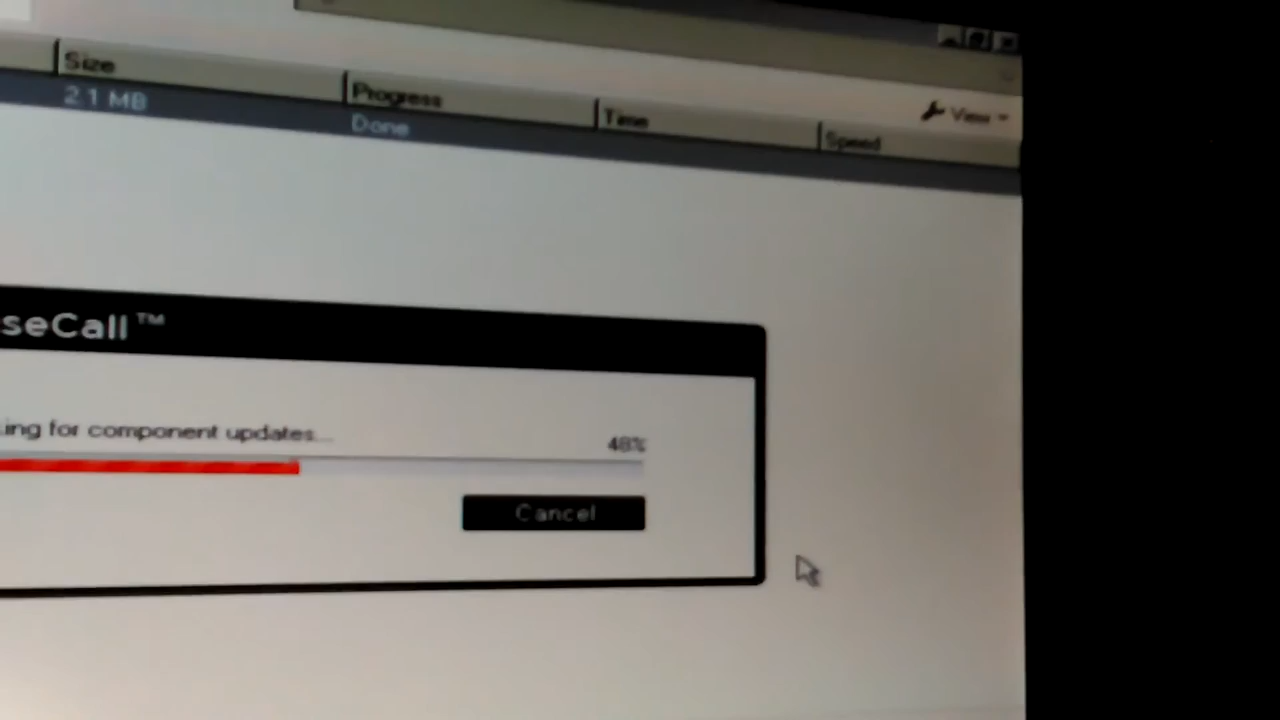 Size
Progress
Time
Speed
View
2.1 MB
Done
seCall™
ing for component updates...
48%
Cancel